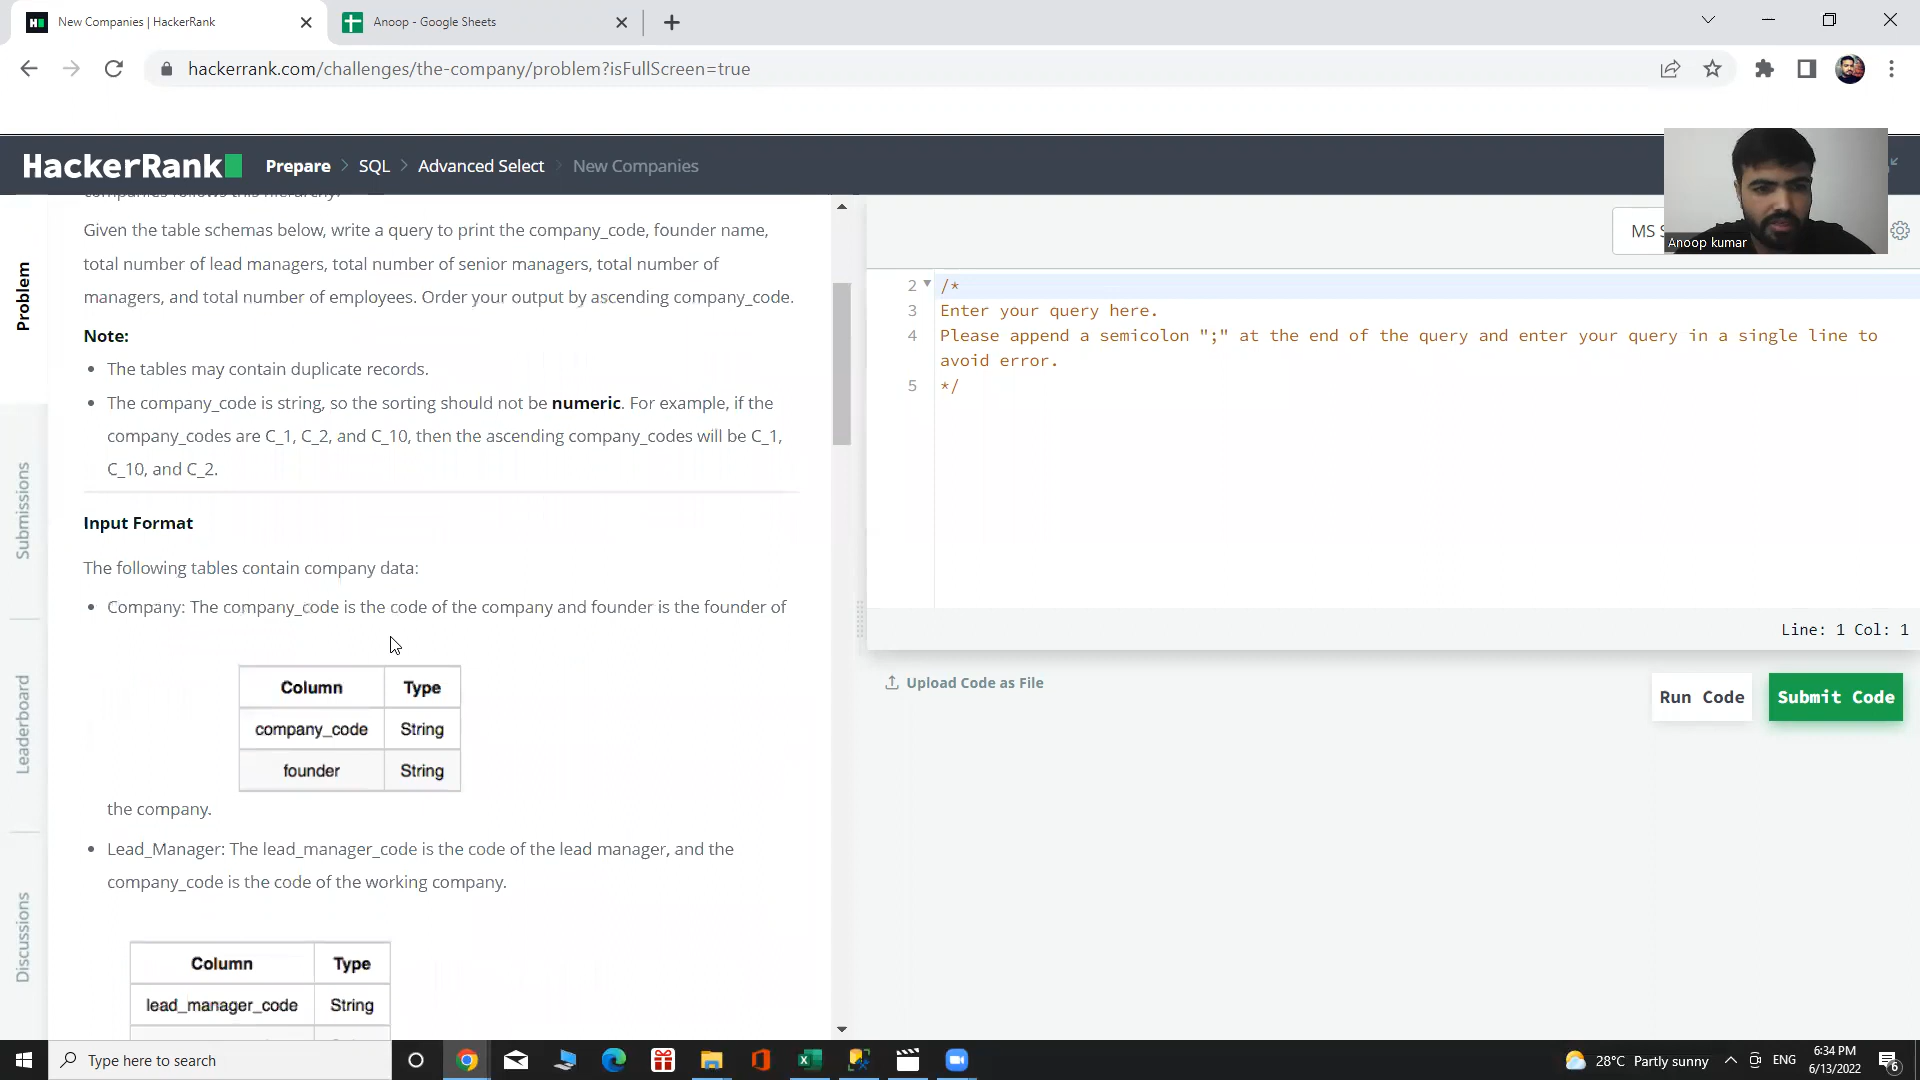 New Companies | HackerRank
Anoop - Google Sheets
hackerrank.com/challenges/the-company/problem?isFullScreen=true
HackerRank
Prepare
SQL
Advanced Select
New Companies
Anoop kumar
MS S
Problem
Submissions
Leaderboard
Discussions
companies follows this hierarchy.
Given the table schemas below, write a query to print the company_code, founder name,
total number of lead managers, total number of senior managers, total number of
managers, and total number of employees. Order your output by ascending company_code.
Note:
The tables may contain duplicate records.
The company_code is string, so the sorting should not be numeric. For example, if the
company_codes are C_1, C_2, and C_10, then the ascending company_codes will be C_1,
C_10, and C_2.
Input Format
The following tables contain company data:
Company: The company_code is the code of the company and founder is the founder of
Column Type
company_code String
founder String
the company.
Lead_Manager: The lead_manager_code is the code of the lead manager, and the
company_code is the code of the working company.
Column Type
lead_manager_code String
2 /*
3 Enter your query here.
4 Please append a semicolon ";" at the end of the query and enter your query in a single line to
avoid error.
5 */
Line: 1 Col: 1
Upload Code as File
Run Code
Submit Code
Type here to search
28°C Partly sunny
ENG
6:34 PM
6/13/2022
6